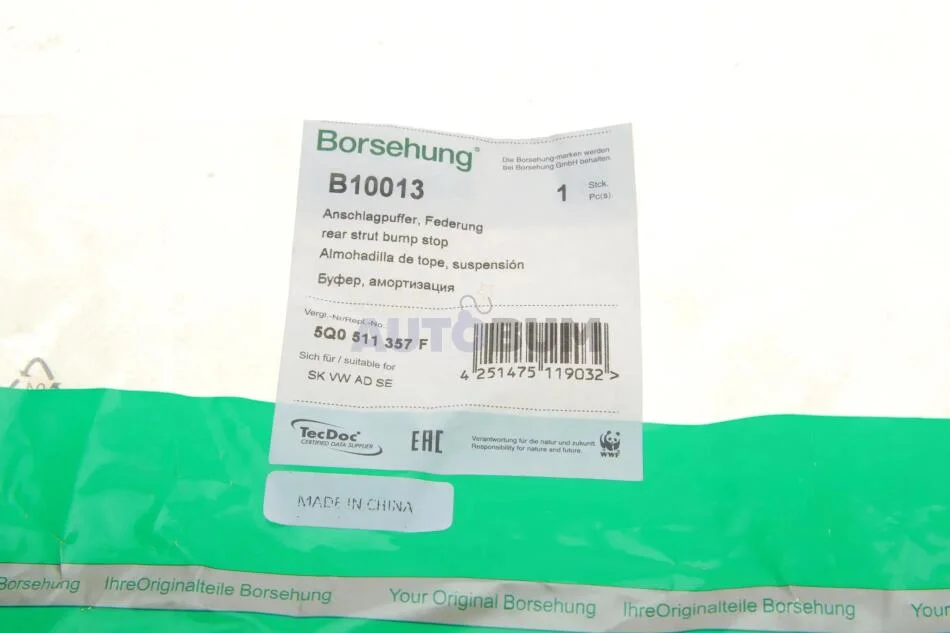 Borsehung®
Die Borsehung-marken werden
bei Borsehung GmbH behalten.
B10013
1 Stck.
Pc(s).
Anschlagpuffer, Federung
rear strut bump stop
Almohadilla de tope, suspensión
Буфер, амортизация
Vergl.-Nr/Repl.-No.:
5Q0 511 357 F
AUTOBUM
Sich für / suitable for
SK VW AD SE
4 251475 119032 >
TecDoc®
CERTIFIED DATA SUPPLIER
EAC
Verantwortung für die natur und zukunft.
Responsibility for nature and future.
WWF
MADE IN CHINA
Borsehung IhreOriginalteile Borsehung Your Original Borsehung IhreOriginalteile Borsehung Your